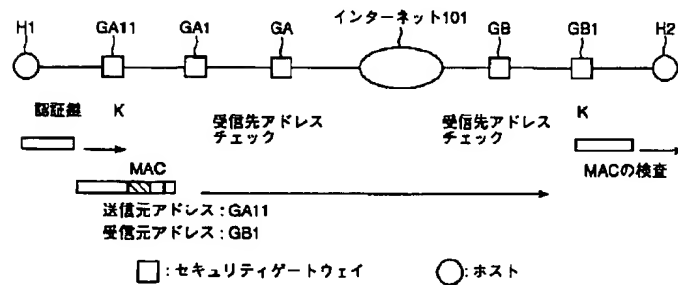 H1 GA11 GA1 GA インターネット101 GB GB1 H2
認証鍵 K 受信先アドレス 受信先アドレス K
チェック チェック
MAC MACの検査
送信元アドレス:GA11
受信元アドレス:GB1
:セキュリティゲートウェイ :ホスト